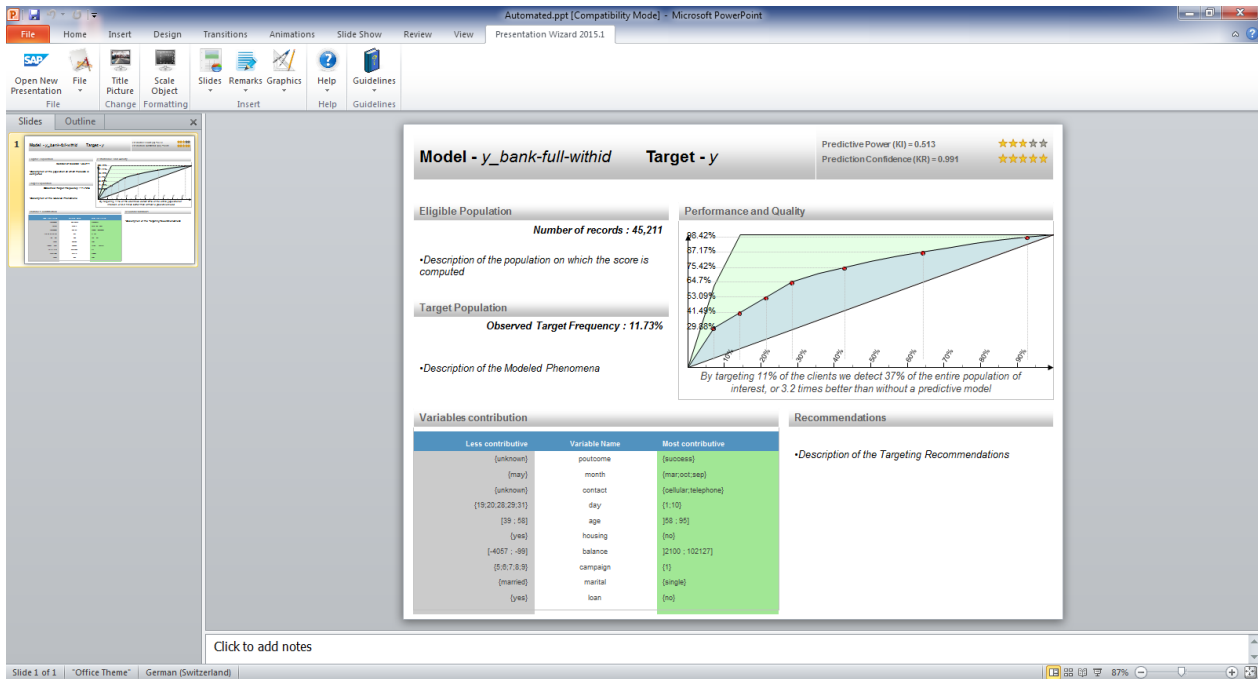 Automated.ppt [Compatibility Mode] - Microsoft PowerPoint
File Home Insert Design Transitions Animations Slide Show Review View Presentation Wizard 2015.1
SAP
Open New Presentation File Title Picture Scale Object Slides Remarks Graphics Help Guidelines
File Change Formatting Insert Help Guidelines
Slides Outline
1
Model - y_bank-full-withid Target - y
Predictive Power (KI) = 0.513
Prediction Confidence (KR) = 0.991
Eligible Population
Number of records : 45,211
•Description of the population on which the score is
computed
Target Population
Observed Target Frequency : 11.73%
•Description of the Modeled Phenomena
Performance and Quality
98.42%
87.17%
75.42%
64.7%
53.09%
41.49%
29.88%
10% 20% 30% 40% 50% 60% 70% 80% 90%
By targeting 11% of the clients we detect 37% of the entire population of
interest, or 3.2 times better than without a predictive model
Variables contribution
Less contributive Variable Name Most contributive
{unknown} poutcome {success}
{may} month {mar;oct;sep}
{unknown} contact {cellular;telephone}
{19;20;28;29;31} day {1;10}
[39 ; 58] age ]58 ; 95]
{yes} housing {no}
[-4057 ; -99] balance ]2100 ; 102127]
{5;6;7;8;9} campaign {1}
{married} marital {single}
{yes} loan {no}
Recommendations
•Description of the Targeting Recommendations
Click to add notes
Slide 1 of 1 "Office Theme" German (Switzerland) 87%